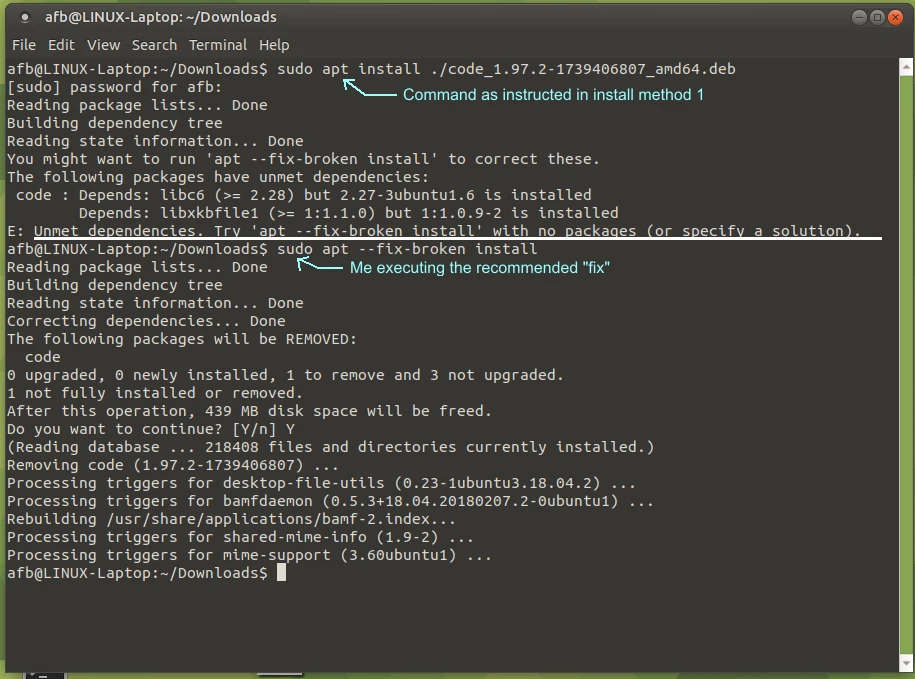 afb@LINUX-Laptop: ~/Downloads
File Edit View Search Terminal Help
afb@LINUX-Laptop:~/Downloads$ sudo apt install ./code_1.97.2-1739406807_amd64.deb
[sudo] password for afb:
Command as instructed in install method 1
Reading package lists... Done
Building dependency tree
Reading state information... Done
You might want to run 'apt --fix-broken install' to correct these.
The following packages have unmet dependencies:
 code : Depends: libc6 (>= 2.28) but 2.27-3ubuntu1.6 is installed
        Depends: libxkbfile1 (>= 1:1.1.0) but 1:1.0.9-2 is installed
E: Unmet dependencies. Try 'apt --fix-broken install' with no packages (or specify a solution).
afb@LINUX-Laptop:~/Downloads$ sudo apt --fix-broken install
Reading package lists... Done
Me executing the recommended "fix"
Building dependency tree
Reading state information... Done
Correcting dependencies... Done
The following packages will be REMOVED:
  code
0 upgraded, 0 newly installed, 1 to remove and 3 not upgraded.
1 not fully installed or removed.
After this operation, 439 MB disk space will be freed.
Do you want to continue? [Y/n] Y
(Reading database ... 218408 files and directories currently installed.)
Removing code (1.97.2-1739406807) ...
Processing triggers for desktop-file-utils (0.23-1ubuntu3.18.04.2) ...
Processing triggers for bamfdaemon (0.5.3+18.04.20180207.2-0ubuntu1) ...
Rebuilding /usr/share/applications/bamf-2.index...
Processing triggers for shared-mime-info (1.9-2) ...
Processing triggers for mime-support (3.60ubuntu1) ...
afb@LINUX-Laptop:~/Downloads$